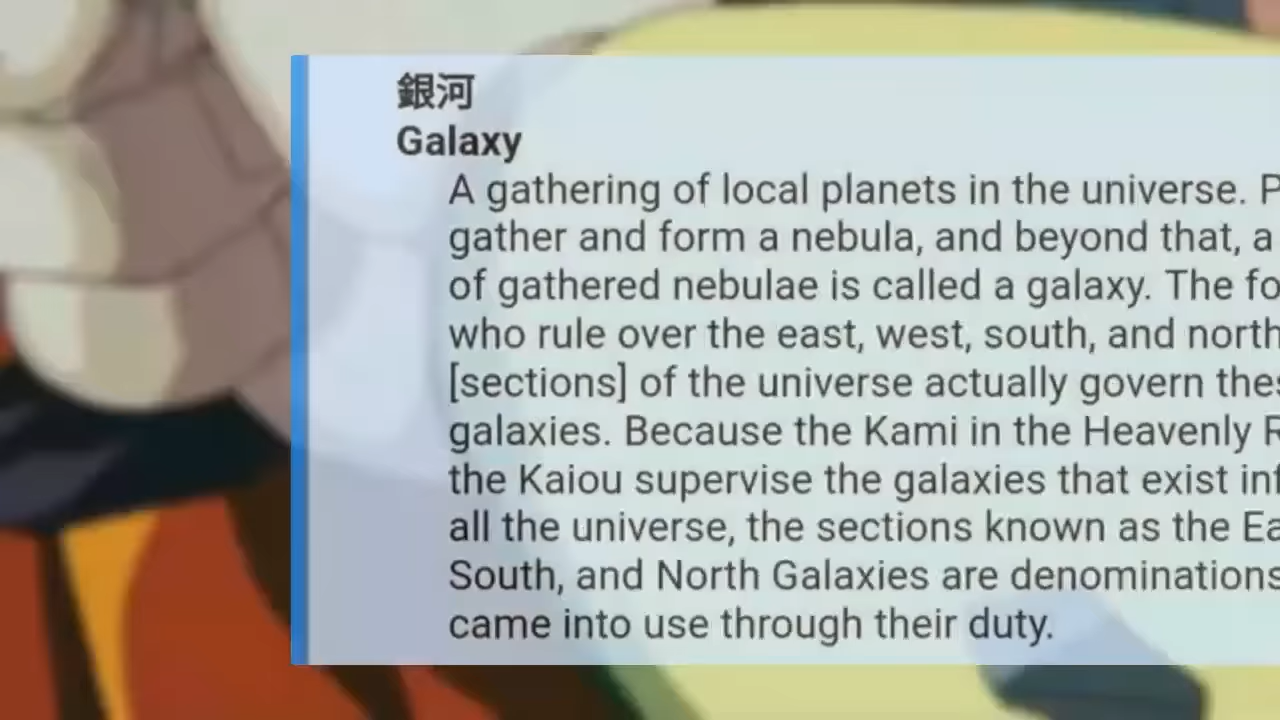 銀河
Galaxy
A gathering of local planets in the universe.
gather and form a nebula, and beyond that, a
of gathered nebulae is called a galaxy. The
who rule over the east, west, south, and north
[sections] of the universe actually govern
galaxies. Because the Kami in the Heavenly
the Kaiou supervise the galaxies that exist
all the universe, the sections known as the
South, and North Galaxies are denominations
came into use through their duty.